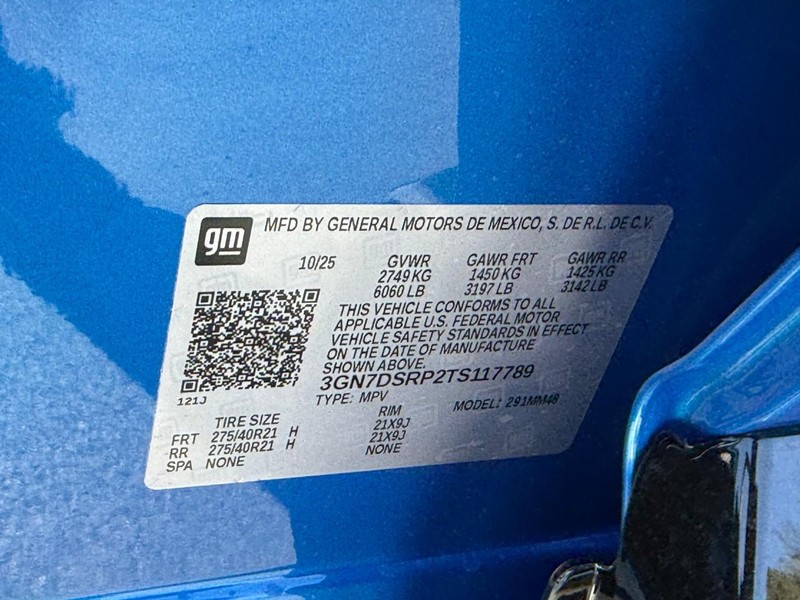 gm MFD BY GENERAL MOTORS DE MEXICO, S. DE R.L. DE C.V.
10/25 GVWR GAWR FRT GAWR RR
2749 KG 1450 KG 1425 KG
6060 LB 3197 LB 3142 LB
THIS VEHICLE CONFORMS TO ALL
APPLICABLE U.S. FEDERAL MOTOR
VEHICLE SAFETY STANDARDS IN EFFECT
ON THE DATE OF MANUFACTURE
SHOWN ABOVE.
3GN7DSRP2TS117789
121J
TYPE: MPV MODEL: 291MM48
TIRE SIZE RIM
FRT 275/40R21 H 21X9J
RR 275/40R21 H 21X9J
SPA NONE NONE